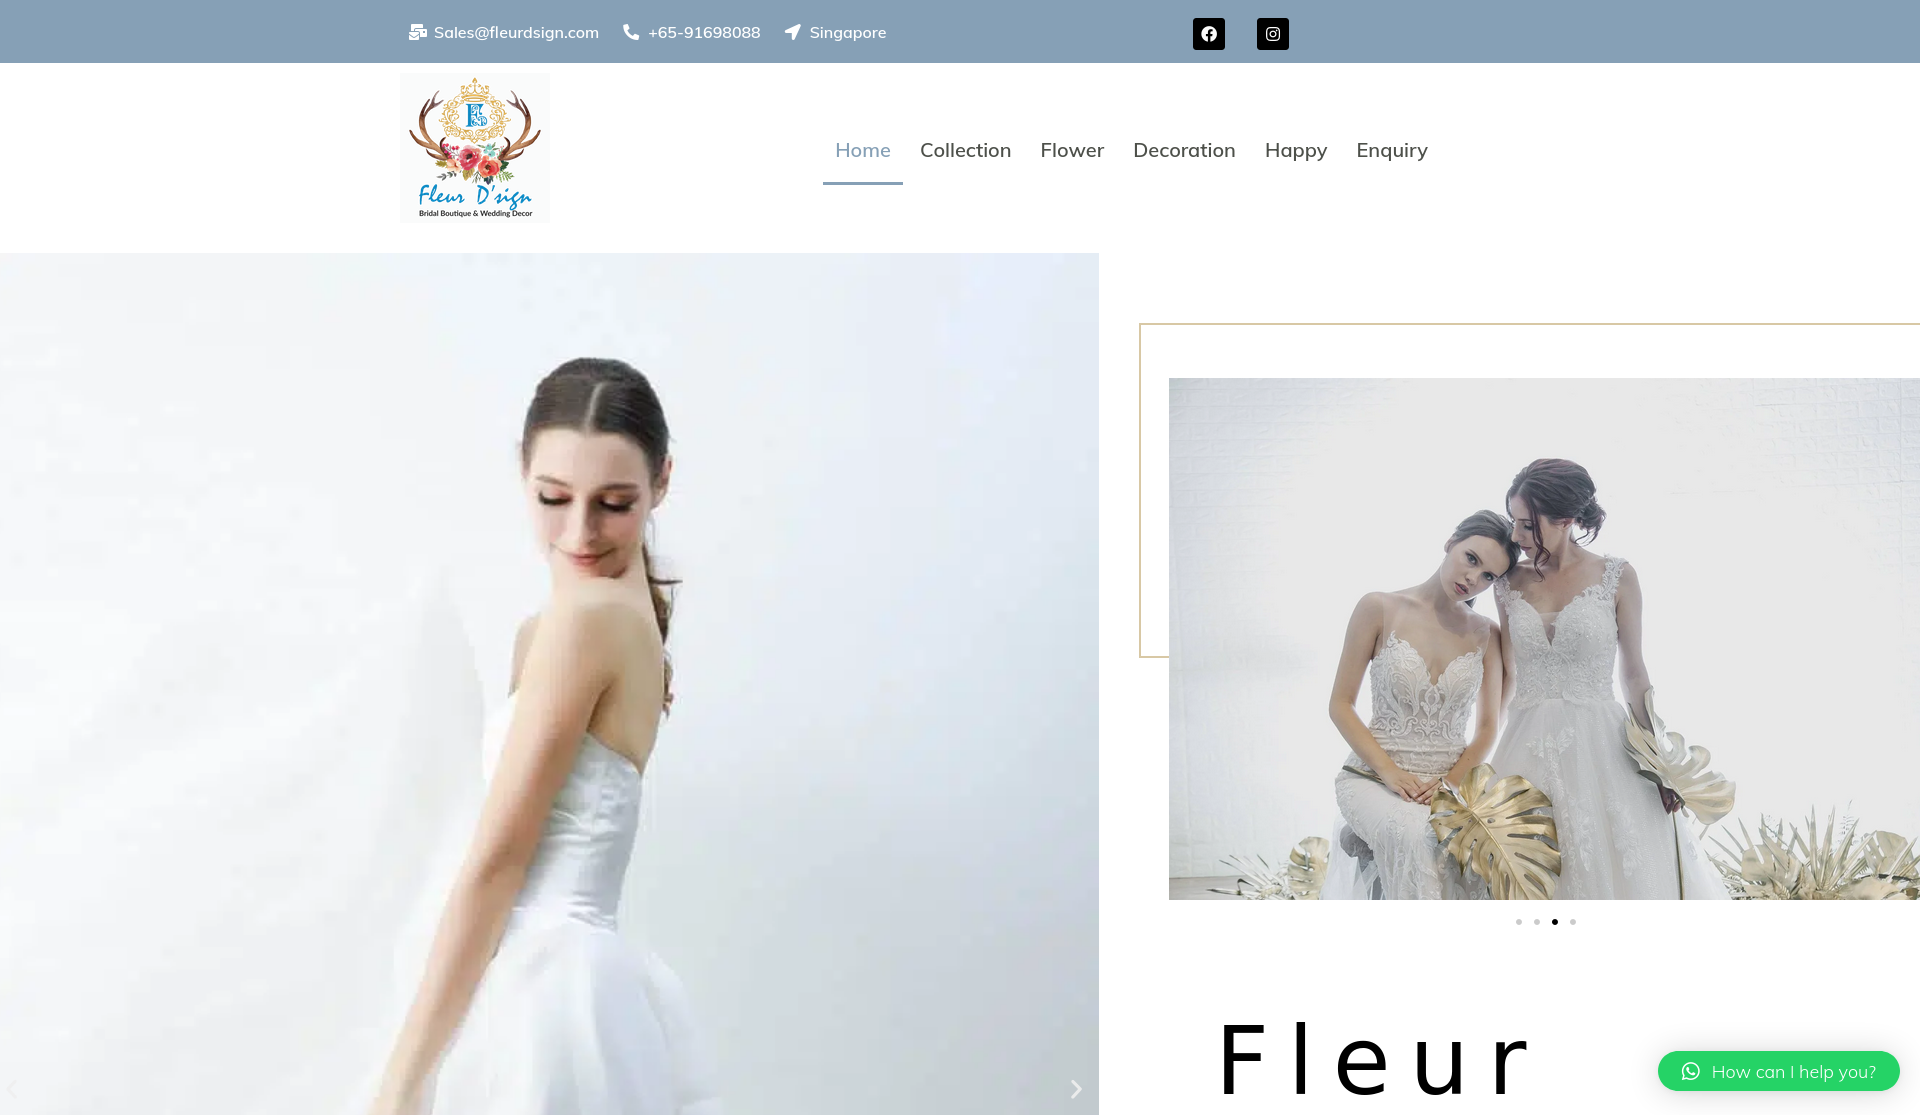 Sales@fleurdsign.com +65-91698088 Singapore
Fleur D'sign
Bridal Boutique & Wedding Decor
Home Collection Flower Decoration Happy Enquiry
Fleur
How can I help you?